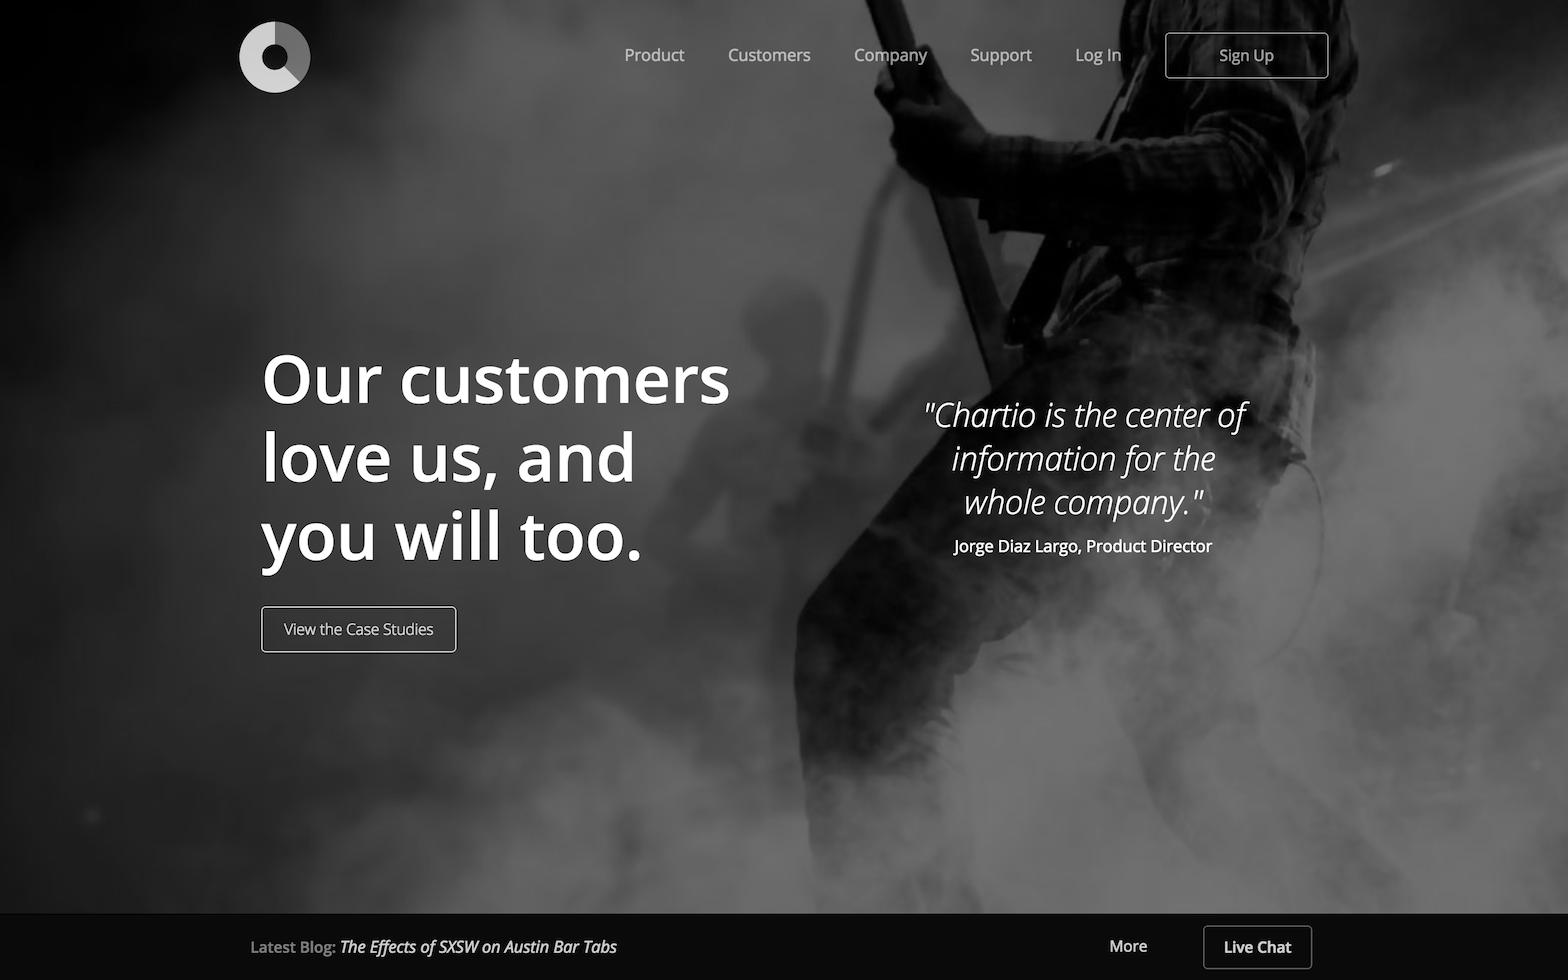 Product Customers Company Support Log In Sign Up
Our customers
love us, and
you will too.
View the Case Studies
"Chartio is the center of
information for the
whole company."
Jorge Diaz Largo, Product Director
Latest Blog: The Effects of SXSW on Austin Bar Tabs
More
Live Chat